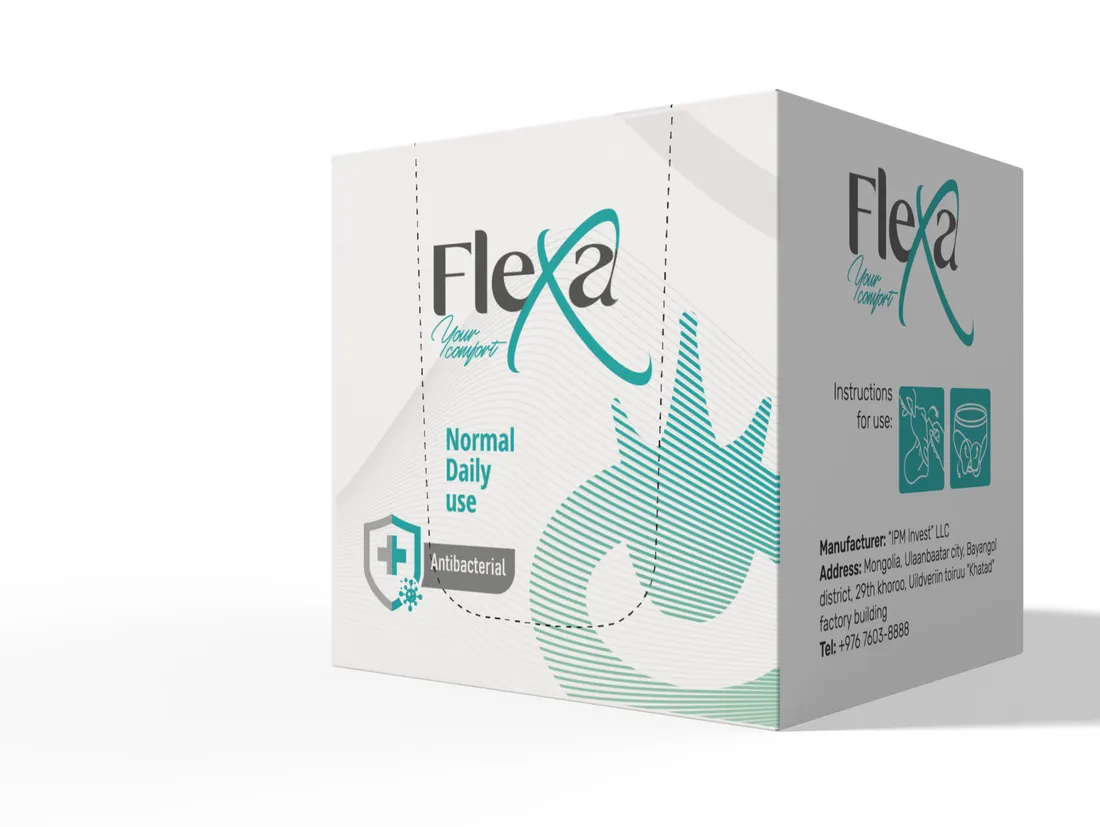 Flexa
Your
comfort
Normal
Daily
use
Antibacterial
Flexa
Your
comfort
Instructions
for use:
Manufacturer: "IPM Invest" LLC
Address: Mongolia, Ulaanbaatar city, Bayangol
district, 29th khoroo, Uildveriin toiruu "Khatad"
factory building
Tel: +976 7603-8888